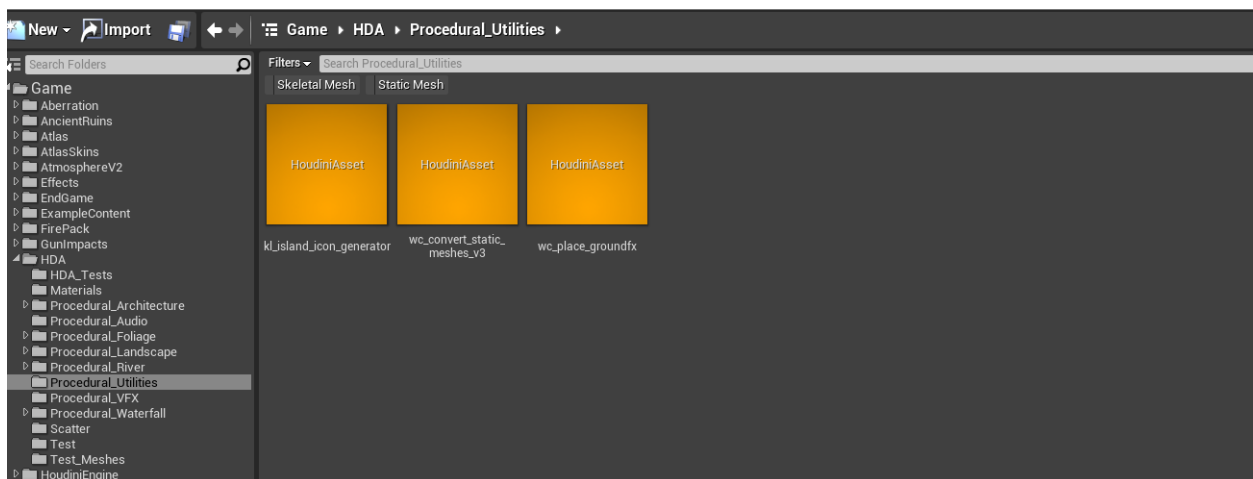 New Import Game HDA Procedural_Utilities
Search Folders
Filters Search Procedural_Utilities
Game
Skeletal Mesh Static Mesh
Aberration
AncientRuins
Atlas
AtlasSkins
AtmosphereV2
Effects
EndGame
ExampleContent
FirePack
GunImpacts
HDA
HDA_Tests
Materials
Procedural_Architecture
Procedural_Audio
Procedural_Foliage
Procedural_Landscape
Procedural_River
Procedural_Utilities
Procedural_VFX
Procedural_Waterfall
Scatter
Test
Test_Meshes
HoudiniEngine
HoudiniAsset HoudiniAsset HoudiniAsset
kl_island_icon_generator
wc_convert_static_
meshes_v3
wc_place_groundfx